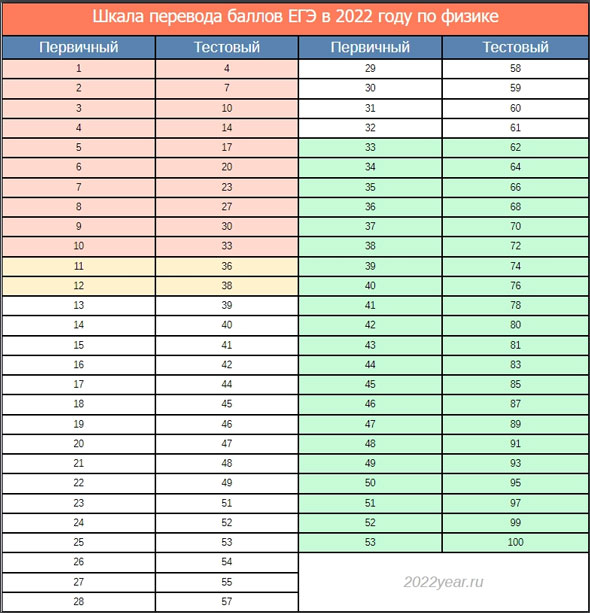 Шкала перевода баллов ЕГЭ в 2022 году по физике
Первичный Тестовый Первичный Тестовый
1 4 29 58
2 7 30 59
3 10 31 60
4 14 32 61
5 17 33 62
6 20 34 64
7 23 35 66
8 27 36 68
9 30 37 70
10 33 38 72
11 36 39 74
12 38 40 76
13 39 41 78
14 40 42 80
15 41 43 81
16 42 44 83
17 44 45 85
18 45 46 87
19 46 47 89
20 47 48 91
21 48 49 93
22 49 50 95
23 51 51 97
24 52 52 99
25 53 53 100
26 54
27 55
28 57
2022year.ru